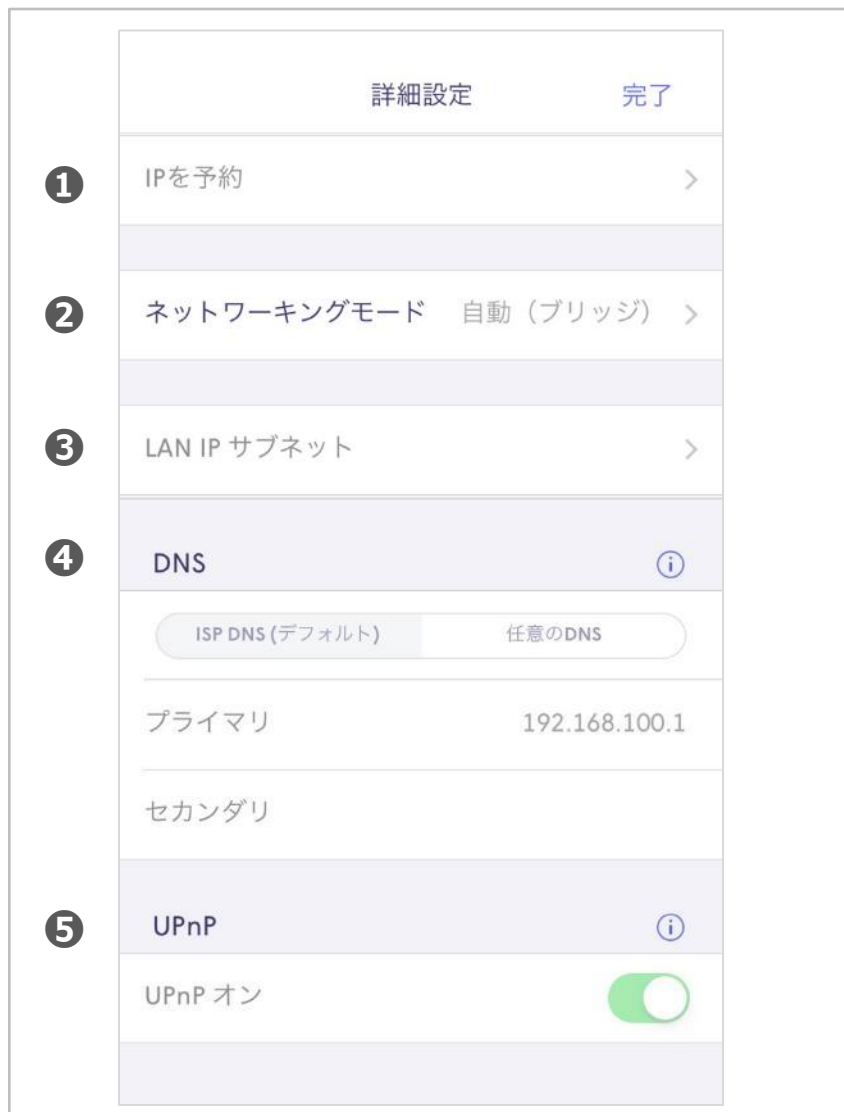 詳細設定 完了
❶ IPを予約
❷ ネットワーキングモード 自動（ブリッジ）
❸ LAN IP サブネット
❹ DNS
ISP DNS (デフォルト) 任意のDNS
プライマリ 192.168.100.1
セカンダリ
❺ UPnP
UPnP オン